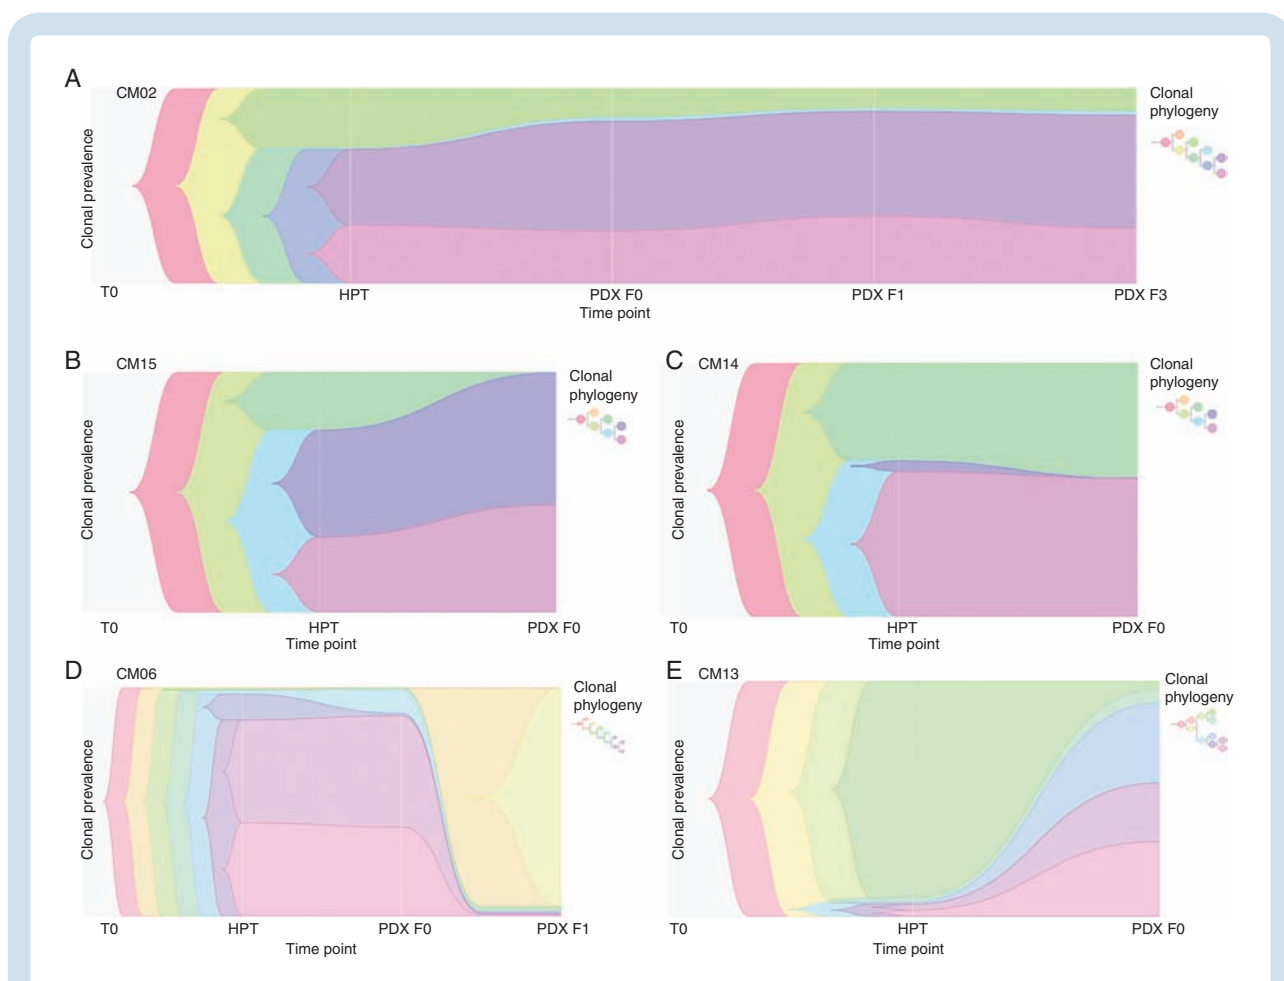 A
CM02
Clonal
phylogeny
Clonal prevalence
T0
HPT
PDX F0
PDX F1
PDX F3
Time point
B
CM15
Clonal
phylogeny
Clonal prevalence
T0
HPT
PDX F0
Time point
C
CM14
Clonal
phylogeny
Clonal prevalence
T0
HPT
PDX F0
Time point
D
CM06
Clonal
phylogeny
Clonal prevalence
T0
HPT
PDX F0
PDX F1
Time point
E
CM13
Clonal
phylogeny
Clonal prevalence
T0
HPT
PDX F0
Time point